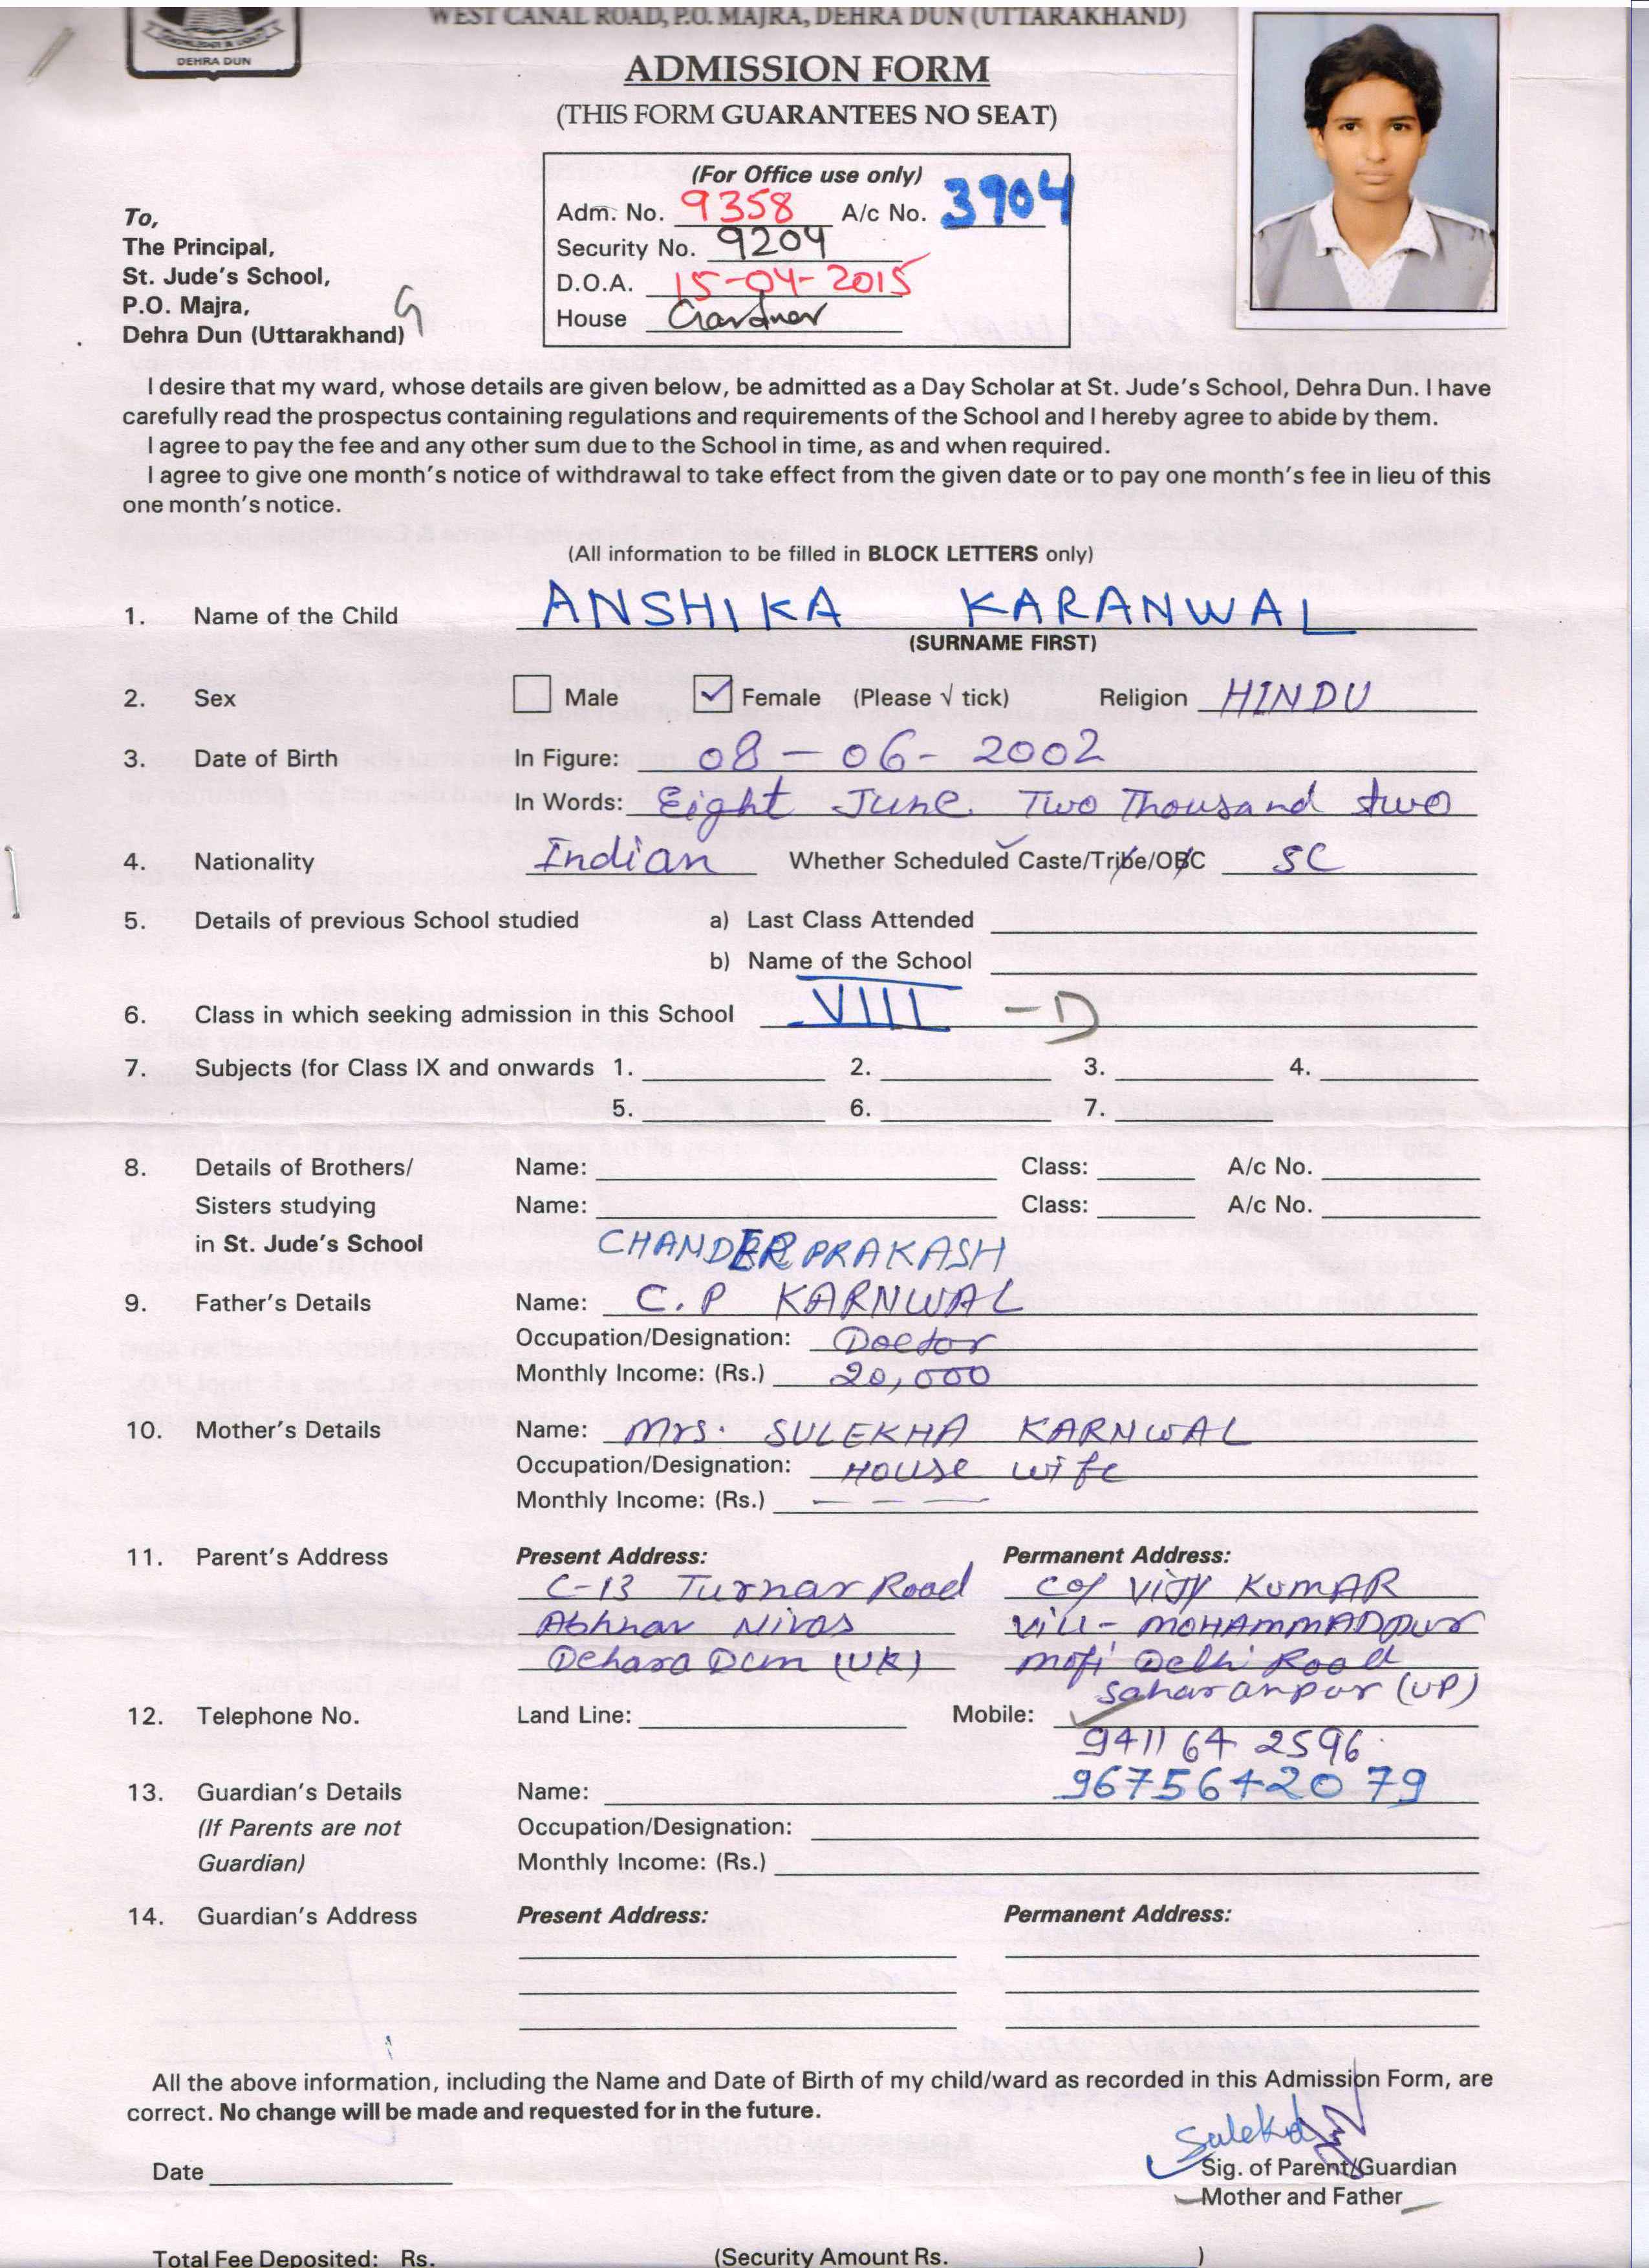 WEST CANAL ROAD, P.O. MAJRA, DEHRA DUN (UTTARAKHAND)
DEHRA DUN
ADMISSION FORM
(THIS FORM GUARANTEES NO SEAT)
(For Office use only)
Adm. No. 9358 A/c No. 3904
Security No. 9204
D.O.A. 15-04-2015
House Gardner
To,
The Principal,
St. Jude's School,
P.O. Majra,
Dehra Dun (Uttarakhand)
G
I desire that my ward, whose details are given below, be admitted as a Day Scholar at St. Jude's School, Dehra Dun. I have
carefully read the prospectus containing regulations and requirements of the School and I hereby agree to abide by them.
I agree to pay the fee and any other sum due to the School in time, as and when required.
I agree to give one month's notice of withdrawal to take effect from the given date or to pay one month's fee in lieu of this
one month's notice.
(All information to be filled in BLOCK LETTERS only)
1. Name of the Child ANSHIKA KARANWAL
(SURNAME FIRST)
2. Sex Male ✓ Female (Please √ tick) Religion HINDU
3. Date of Birth In Figure: 08-06-2002
In Words: Eight June Two Thousand two
4. Nationality Indian Whether Scheduled Caste/Tribe/OBC SC
5. Details of previous School studied a) Last Class Attended
b) Name of the School
6. Class in which seeking admission in this School VIII -D
7. Subjects (for Class IX and onwards 1. 2. 3. 4.
5. 6. 7.
8. Details of Brothers/ Name: Class: A/c No.
Sisters studying Name: Class: A/c No.
in St. Jude's School
CHANDER PRAKASH
9. Father's Details Name: C.P KARNWAL
Occupation/Designation: Doctor
Monthly Income: (Rs.) 20,000
10. Mother's Details Name: Mrs. SULEKHA KARNWAL
Occupation/Designation: House wife
Monthly Income: (Rs.) — — —
11. Parent's Address Present Address: Permanent Address:
C-13 Turnar Road C/o VIJY KUMAR
Abhnav Nivas Vill- MOHAMMADpur
Dehara Dun (UK) Delhi Road
Saharanpur (UP)
12. Telephone No. Land Line: Mobile:
9411 64 2596
13. Guardian's Details Name: 9675642079
(If Parents are not Occupation/Designation:
Guardian) Monthly Income: (Rs.)
14. Guardian's Address Present Address: Permanent Address:
All the above information, including the Name and Date of Birth of my child/ward as recorded in this Admission Form, are
correct. No change will be made and requested for in the future.
Sulekha
Date Sig. of Parent/Guardian
Mother and Father
Total Fee Deposited: Rs. (Security Amount Rs. )